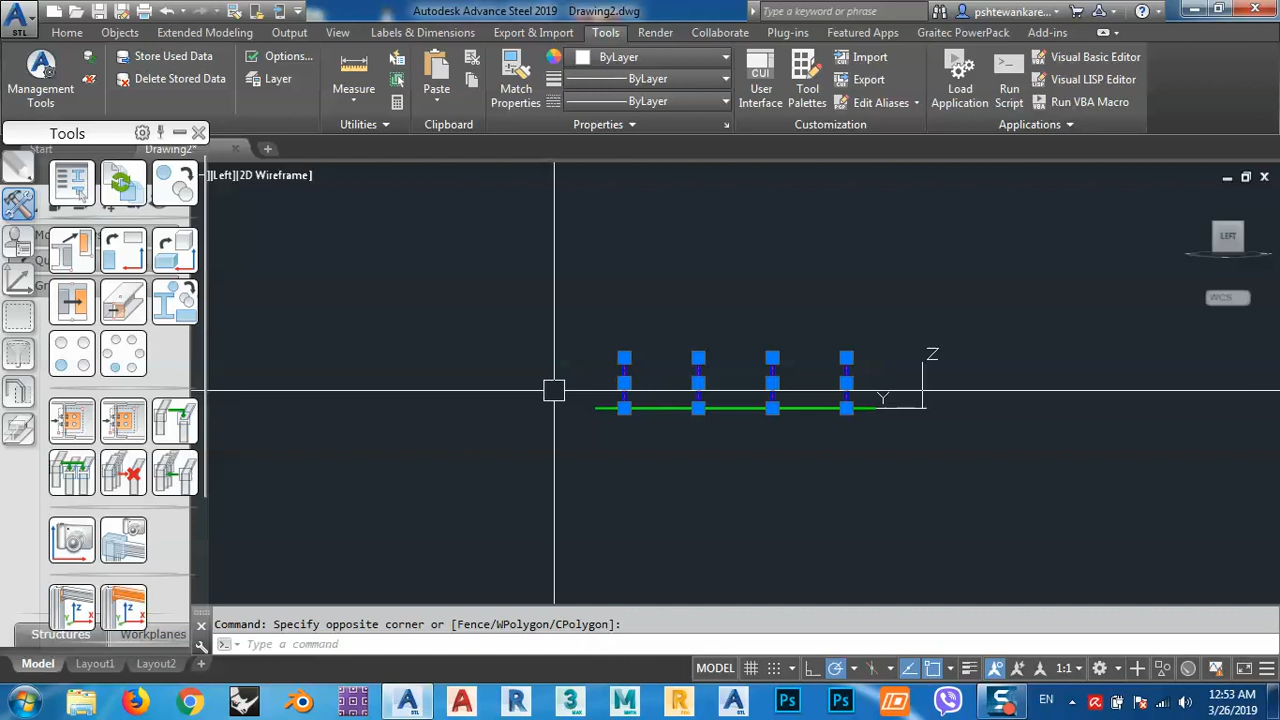 Autodesk Advance Steel 2019 Drawing2.dwg
Type a keyword or phrase
pshtewankare...
STL
Home Objects Extended Modeling Output View Labels & Dimensions Export & Import Tools Render Collaborate Plug-ins Featured Apps Graitec PowerPack Add-ins
Management Tools
Store Used Data
Delete Stored Data
Options...
Layer
Measure
Utilities
Paste
Clipboard
Match Properties
ByLayer
ByLayer
ByLayer
Properties
CUI
User Interface
Tool Palettes
Import
Export
Edit Aliases
Customization
Load Application
Run Script
Visual Basic Editor
Visual LISP Editor
Run VBA Macro
Applications
Tools
Start
Drawing2*
][Left][2D Wireframe]
LEFT
WCS
Z
Y
Command: Specify opposite corner or [Fence/WPolygon/CPolygon]:
Type a command
Structures Workplanes
Model Layout1 Layout2
MODEL 1:1
EN
12:53 AM
3/26/2019